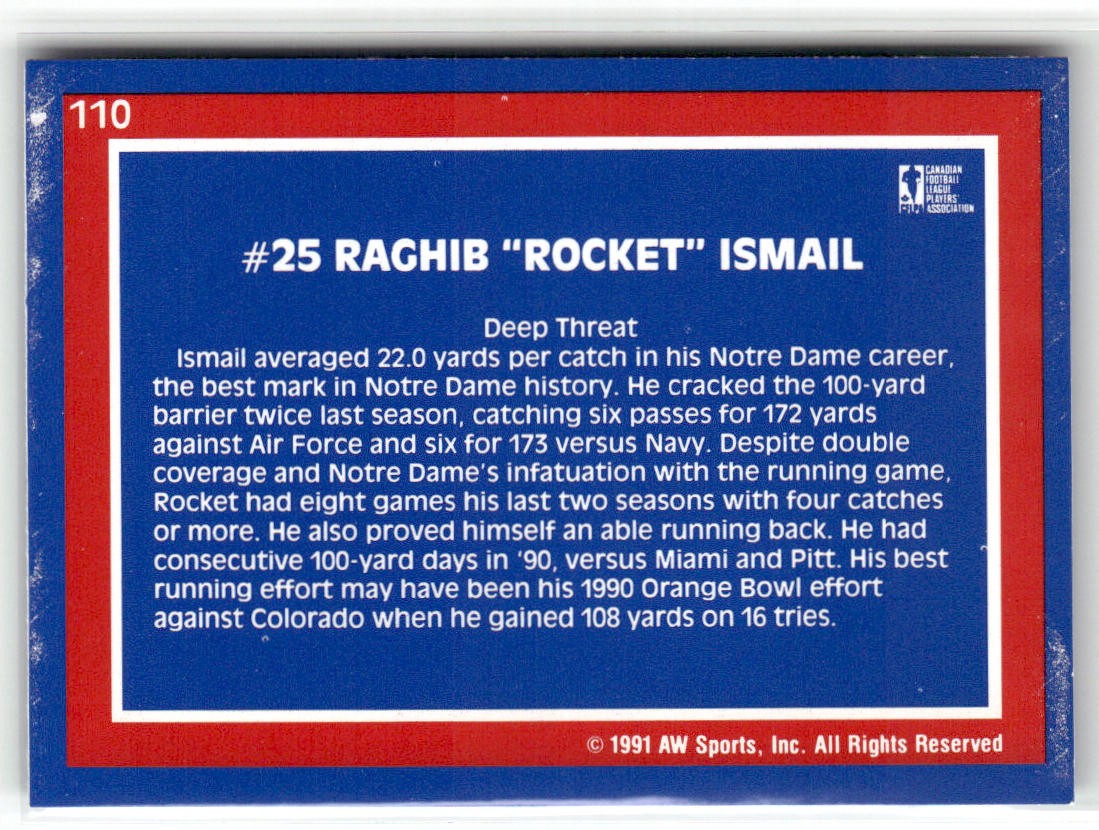 110
CANADIAN
FOOTBALL
LEAGUE
PLAYERS'
ASSOCIATION
#25 RAGHIB "ROCKET" ISMAIL
Deep Threat
Ismail averaged 22.0 yards per catch in his Notre Dame career,
the best mark in Notre Dame history. He cracked the 100-yard
barrier twice last season, catching six passes for 172 yards
against Air Force and six for 173 versus Navy. Despite double
coverage and Notre Dame's infatuation with the running game,
Rocket had eight games his last two seasons with four catches
or more. He also proved himself an able running back. He had
consecutive 100-yard days in '90, versus Miami and Pitt. His best
running effort may have been his 1990 Orange Bowl effort
against Colorado when he gained 108 yards on 16 tries.
© 1991 AW Sports, Inc. All Rights Reserved